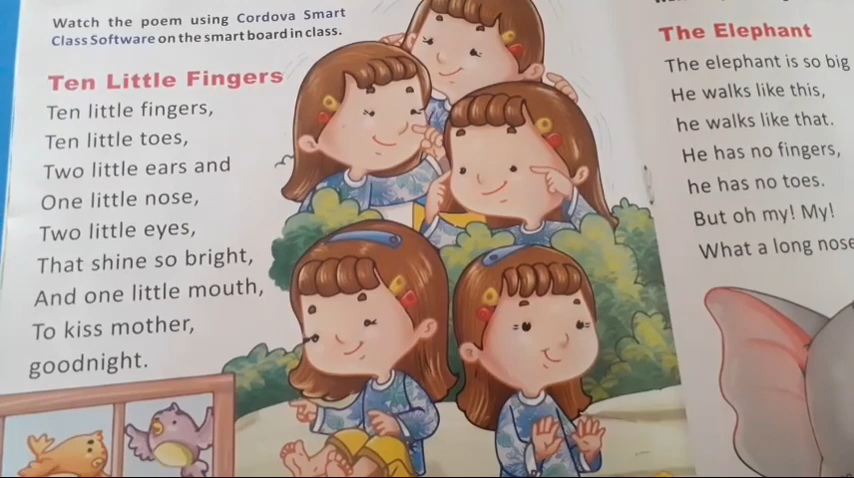 Watch the poem using Cordova Smart
Class Software on the smart board in class.
Ten Little Fingers
Ten little fingers,
Ten little toes,
Two little ears and
One little nose,
Two little eyes,
That shine so bright,
And one little mouth,
To kiss mother,
goodnight.
The Elephant
The elephant is so big
He walks like this,
he walks like that.
He has no fingers,
he has no toes.
But oh my! My!
What a long nose